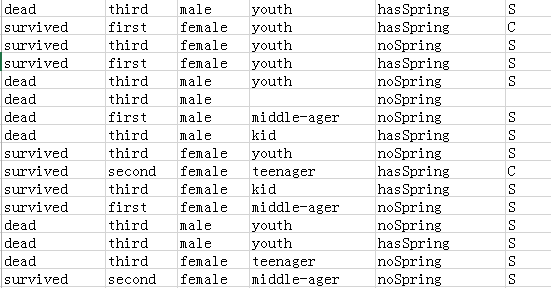 dead third male youth hasSpring S
survived first female youth hasSpring C
survived third female youth noSpring S
survived first female youth hasSpring S
dead third male youth noSpring S
dead third male noSpring
dead first male middle-ager noSpring S
dead third male kid hasSpring S
survived third female youth noSpring S
survived second female teenager hasSpring C
survived third female kid hasSpring S
survived first female middle-ager noSpring S
dead third male youth noSpring S
dead third male youth hasSpring S
dead third female teenager noSpring S
survived second female middle-ager noSpring S